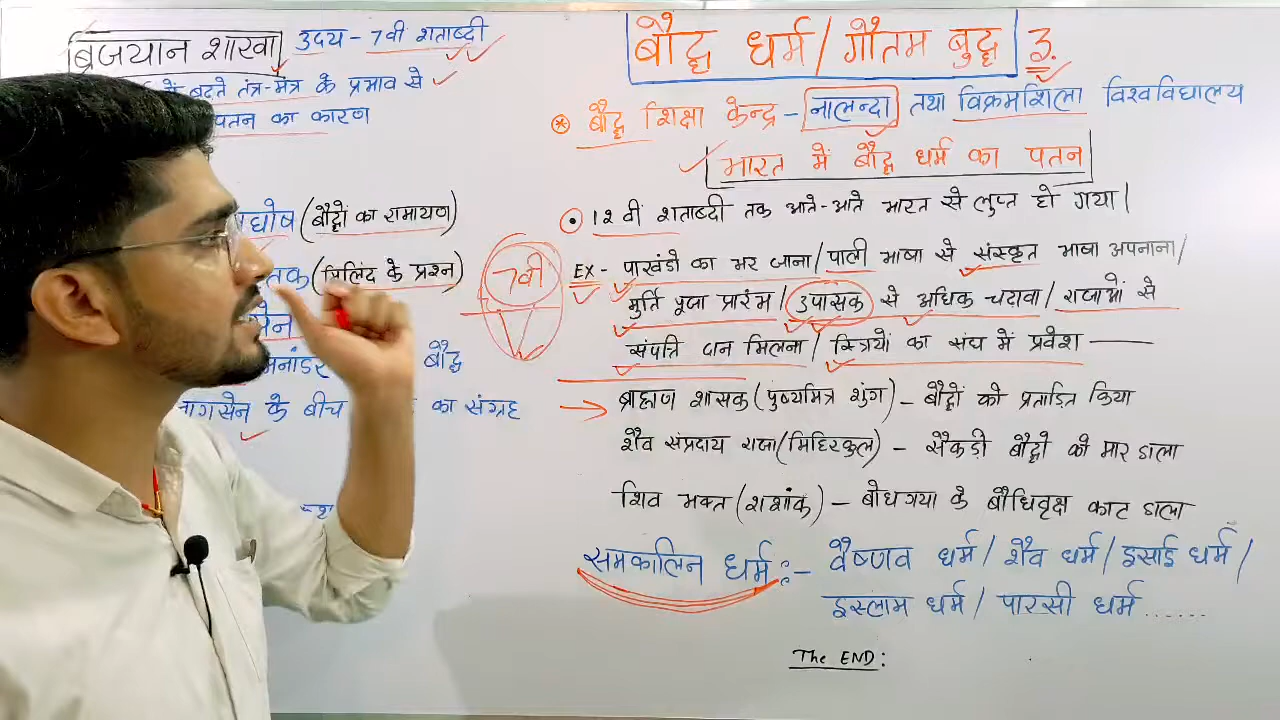 ब्रिजयान शाखा उदय - 7वी शताब्दी
में बढते तंत्र-मंत्र के प्रभाव से
पतन का कारण
घोष (बौद्धों का रामायण)
(मिलिंद के प्रश्न)
सेन
बौद्ध
नागसेन के बीच का संग्रह
7वी
बौद्ध धर्म / गौतम बुद्ध 3.
* बौद्ध शिक्षा केन्द्र - नालन्दा तथा विक्रमशिला विश्वविद्यालय
भारत में बौद्ध धर्म का पतन
12 वीं शताब्दी तक आते-आते भारत से लुप्त हो गया।
EX - पाखंडो का भर जाना / पाली भाषा से संस्कृत भाषा अपनाना /
मुर्ति पूजा प्रारंम / उपासक से अधिक चढावा / राजाओं से
संपत्ति दान मिलना / स्त्रियों का संघ में प्रवेश ——
→ ब्राह्मण शासक (पुष्यमित्र शुंग) - बौद्धों को प्रताड़ित किया
शैव संप्रदाय राजा (मिहिरकुल) - सैकड़ो बौद्धो को मार डाला
शिव भक्त (शशांक) - बोधगया के बौधिवृक्ष काट डाला
समकालिन धर्म :- वैष्णव धर्म / शैव धर्म / इसाई धर्म /
इस्लाम धर्म / पारसी धर्म ......
The END: